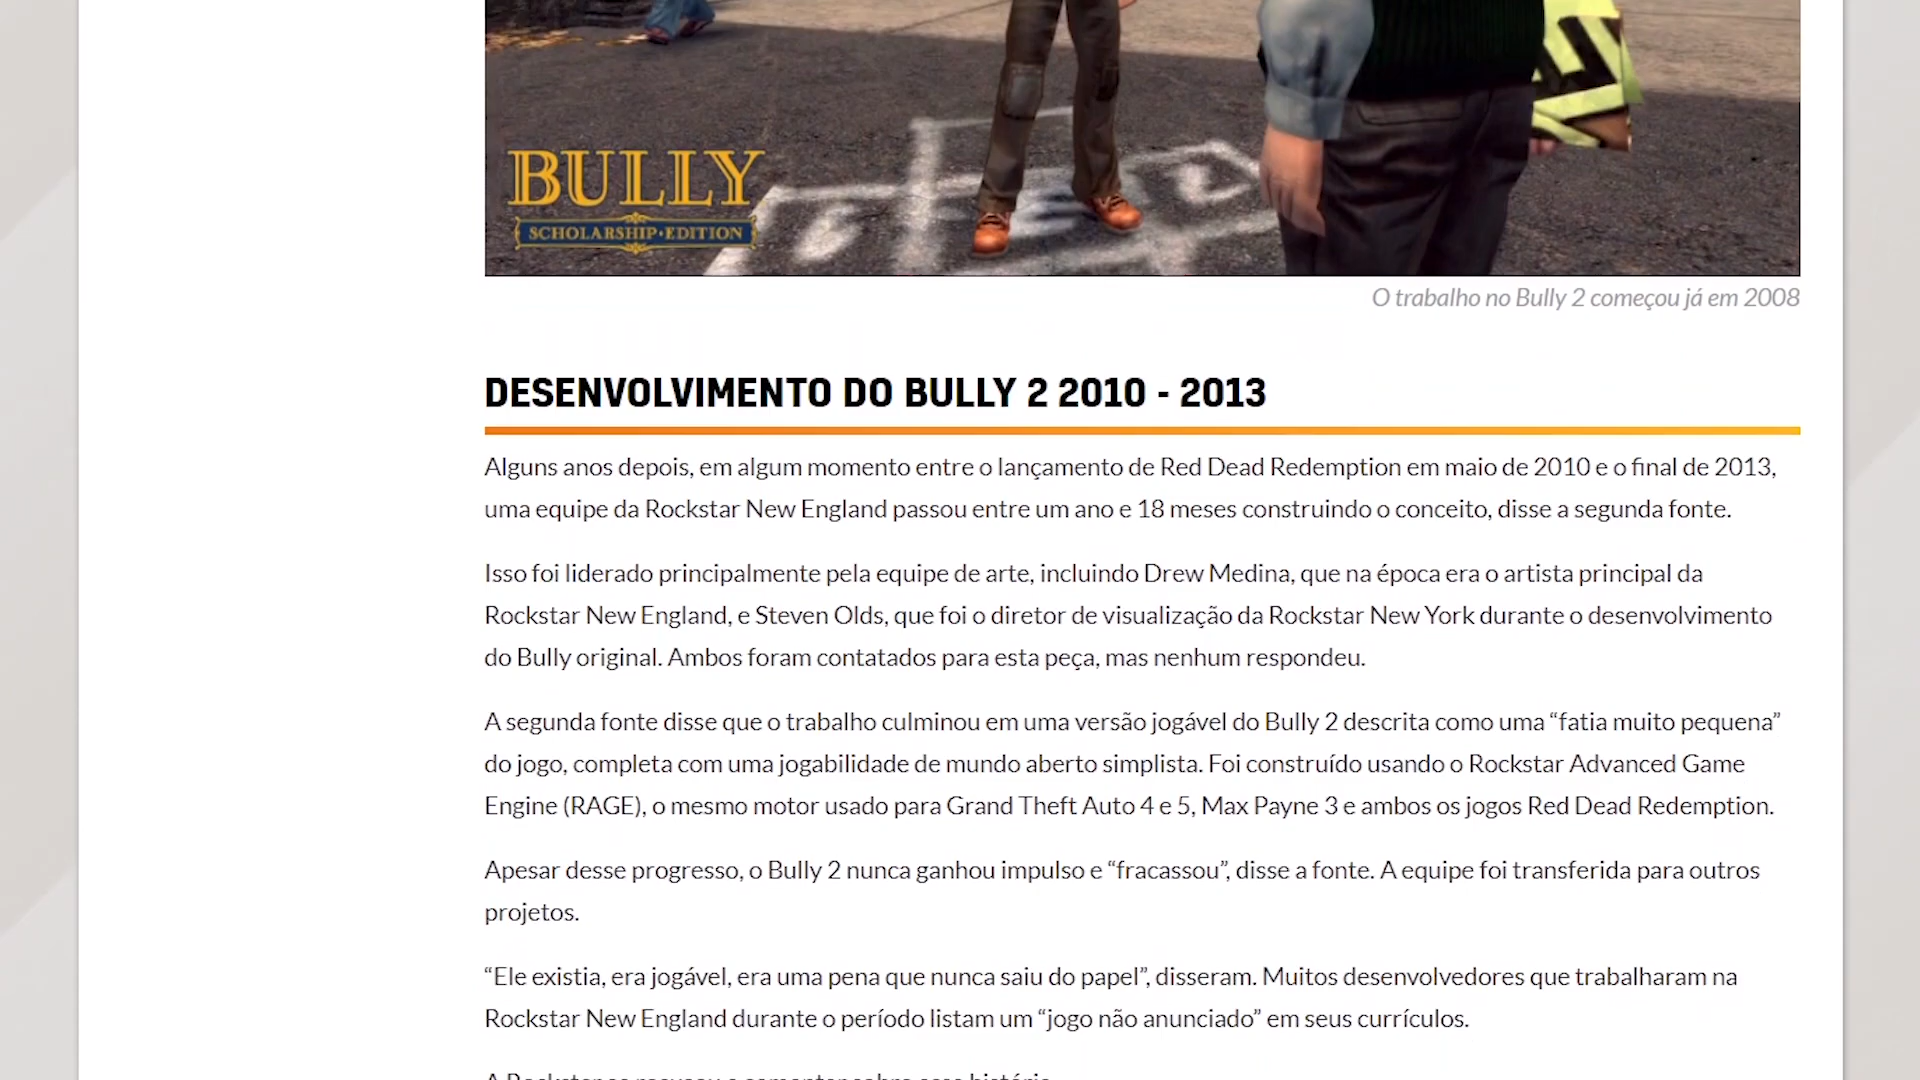 BULLY
SCHOLARSHIP•EDITION
O trabalho no Bully 2 começou já em 2008
DESENVOLVIMENTO DO BULLY 2 2010 - 2013
Alguns anos depois, em algum momento entre o lançamento de Red Dead Redemption em maio de 2010 e o final de 2013,
uma equipe da Rockstar New England passou entre um ano e 18 meses construindo o conceito, disse a segunda fonte.
Isso foi liderado principalmente pela equipe de arte, incluindo Drew Medina, que na época era o artista principal da
Rockstar New England, e Steven Olds, que foi o diretor de visualização da Rockstar New York durante o desenvolvimento
do Bully original. Ambos foram contatados para esta peça, mas nenhum respondeu.
A segunda fonte disse que o trabalho culminou em uma versão jogável do Bully 2 descrita como uma “fatia muito pequena”
do jogo, completa com uma jogabilidade de mundo aberto simplista. Foi construído usando o Rockstar Advanced Game
Engine (RAGE), o mesmo motor usado para Grand Theft Auto 4 e 5, Max Payne 3 e ambos os jogos Red Dead Redemption.
Apesar desse progresso, o Bully 2 nunca ganhou impulso e “fracassou”, disse a fonte. A equipe foi transferida para outros
projetos.
“Ele existia, era jogável, era uma pena que nunca saiu do papel”, disseram. Muitos desenvolvedores que trabalharam na
Rockstar New England durante o período listam um “jogo não anunciado” em seus currículos.